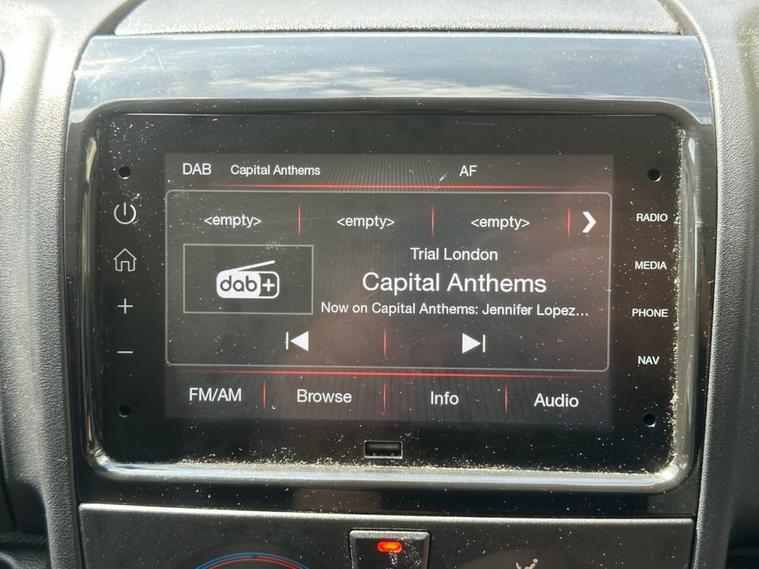 DAB Capital Anthems AF
<empty> <empty> <empty>
RADIO
dab+
Trial London
Capital Anthems
Now on Capital Anthems: Jennifer Lopez...
MEDIA
PHONE
NAV
FM/AM Browse Info Audio